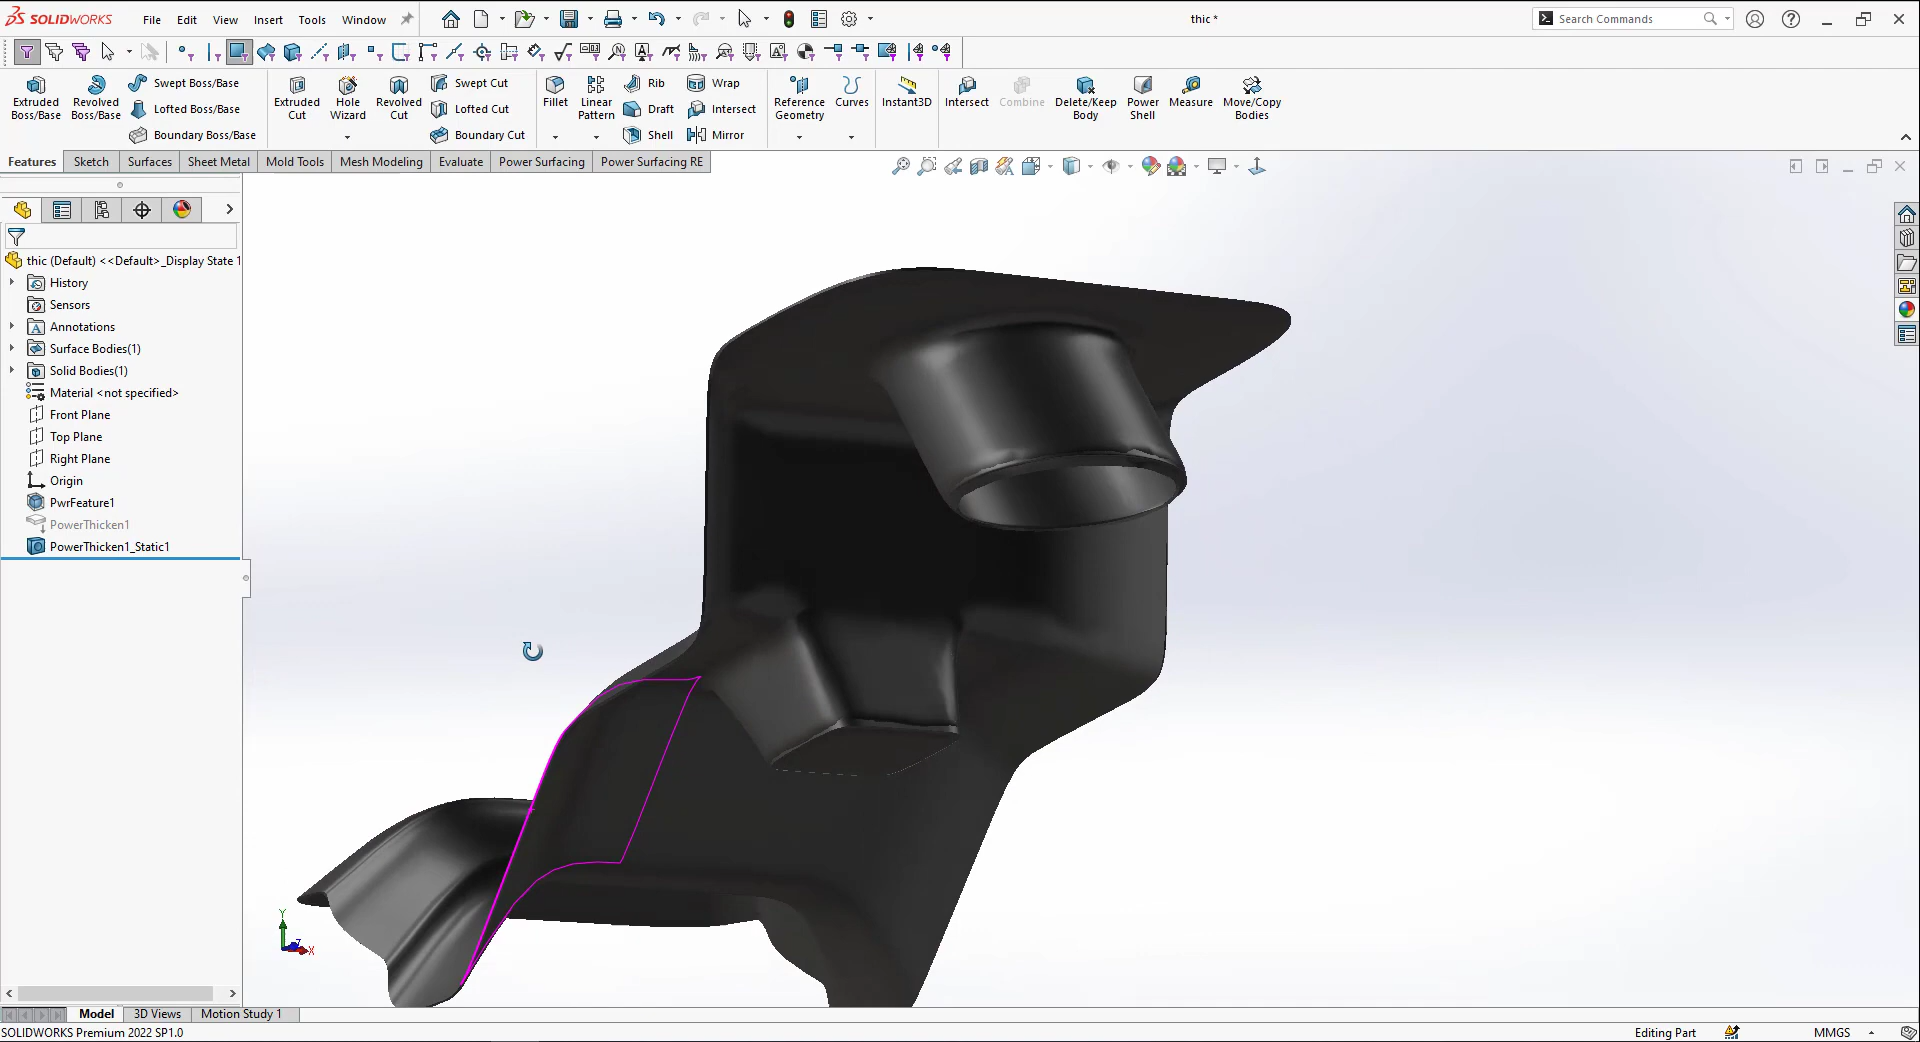 SOLIDWORKS File Edit View Insert Tools Window thic * Search Commands
Extruded Boss/Base
Revolved Boss/Base
Swept Boss/Base
Lofted Boss/Base
Boundary Boss/Base
Extruded Cut
Hole Wizard
Revolved Cut
Swept Cut
Lofted Cut
Boundary Cut
Fillet
Linear Pattern
Rib
Draft
Shell
Wrap
Intersect
Mirror
Reference Geometry
Curves
Instant3D
Intersect
Combine
Delete/Keep Body
Power Shell
Measure
Move/Copy Bodies
Features Sketch Surfaces Sheet Metal Mold Tools Mesh Modeling Evaluate Power Surfacing Power Surfacing RE
thic (Default) <<Default>_Display State 1
History
Sensors
Annotations
Surface Bodies(1)
Solid Bodies(1)
Material <not specified>
Front Plane
Top Plane
Right Plane
Origin
PwrFeature1
PowerThicken1
PowerThicken1_Static1
Y
Z
X
Model 3D Views Motion Study 1
SOLIDWORKS Premium 2022 SP1.0 Editing Part MMGS